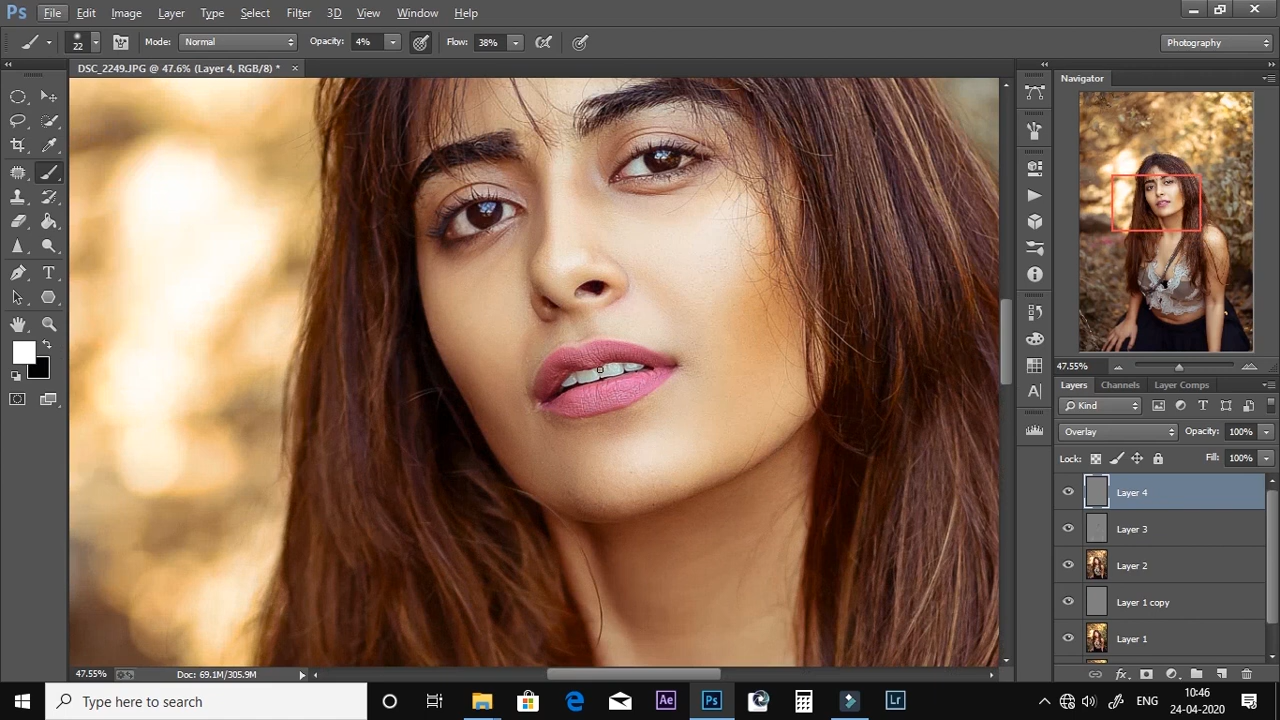 Ps File Edit Image Layer Type Select Filter 3D View Window Help
22 Mode: Normal Opacity: 4% Flow: 38% Photography
DSC_2249.JPG @ 47.6% (Layer 4, RGB/8) * ×
Navigator
47.55%
Layers Channels Layer Comps
Kind
Overlay Opacity: 100%
Lock: Fill: 100%
Layer 4
Layer 3
Layer 2
Layer 1 copy
Layer 1
47.55% Doc: 69.1M/305.9M
Type here to search
Ae Ps Lr
ENG
10:46
24-04-2020